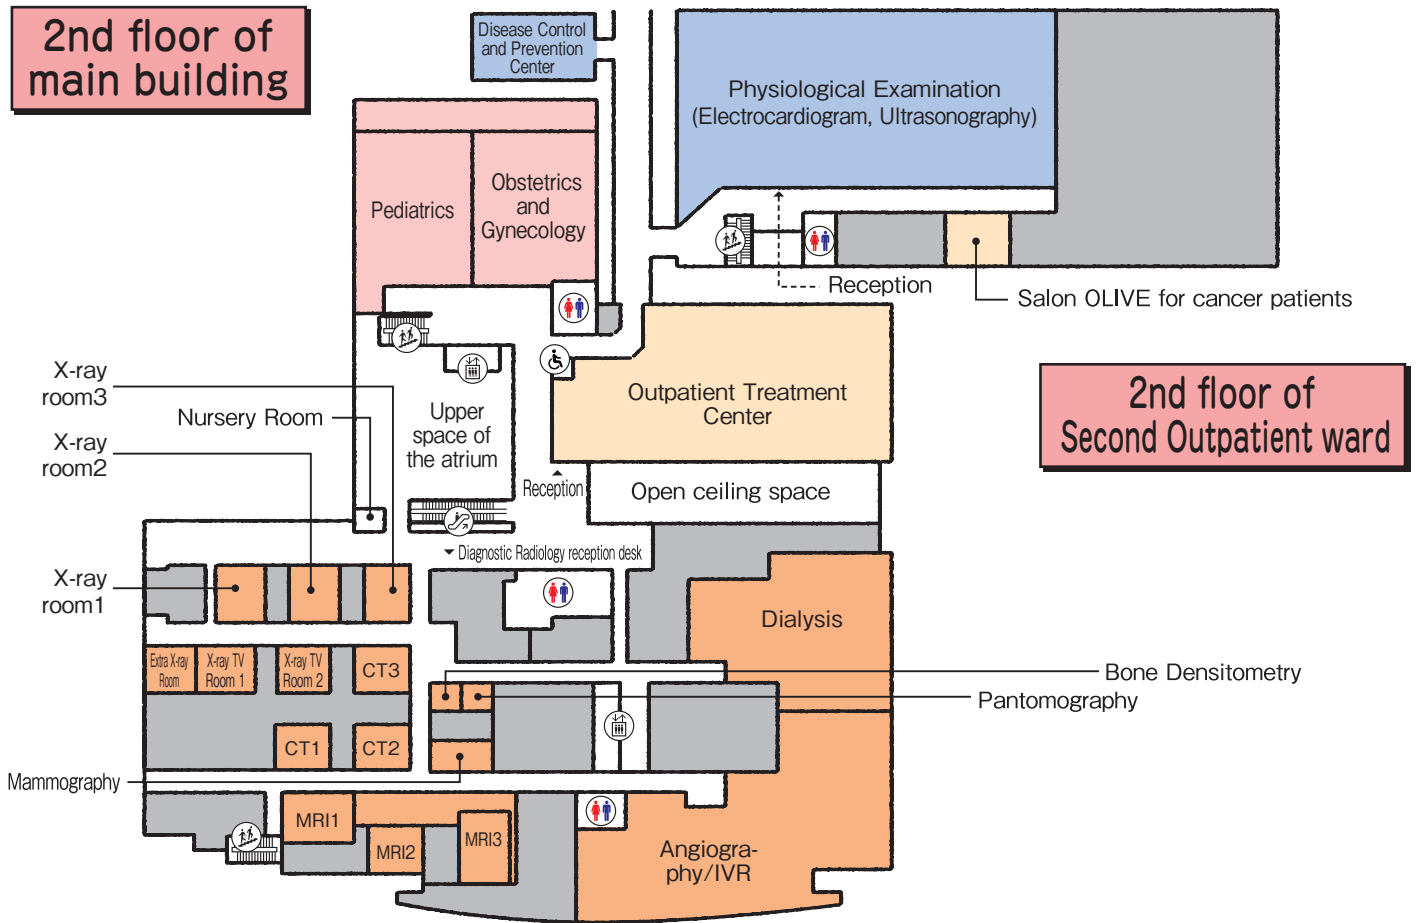 2nd floor of
main building
Disease Control
and Prevention
Center
Physiological Examination
(Electrocardiogram, Ultrasonography)
Pediatrics
Obstetrics
and
Gynecology
Reception
Salon OLIVE for cancer patients
2nd floor of
Second Outpatient ward
X-ray
room3
Nursery Room
X-ray
room2
Upper
space of
the atrium
Outpatient Treatment
Center
Reception
Open ceiling space
Diagnostic Radiology reception desk
X-ray
room1
Dialysis
Extra X-ray
Room
X-ray TV
Room 1
X-ray TV
Room 2
CT3
Bone Densitometry
Pantomography
CT1
CT2
Mammography
MRI1
MRI2
MRI3
Angiogra-
phy/IVR